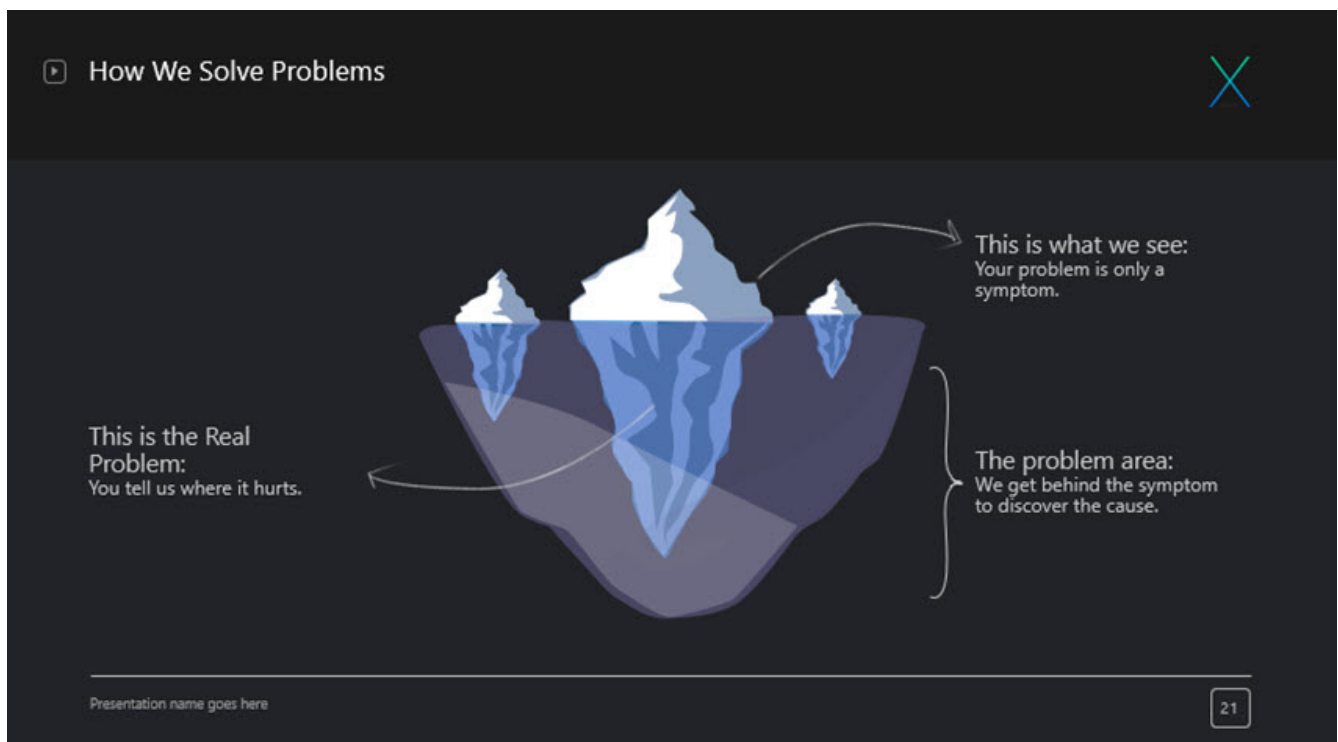 How We Solve Problems
This is what we see:
Your problem is only a
symptom.
This is the Real
Problem:
You tell us where it hurts.
The problem area:
We get behind the symptom
to discover the cause.
Presentation name goes here
21